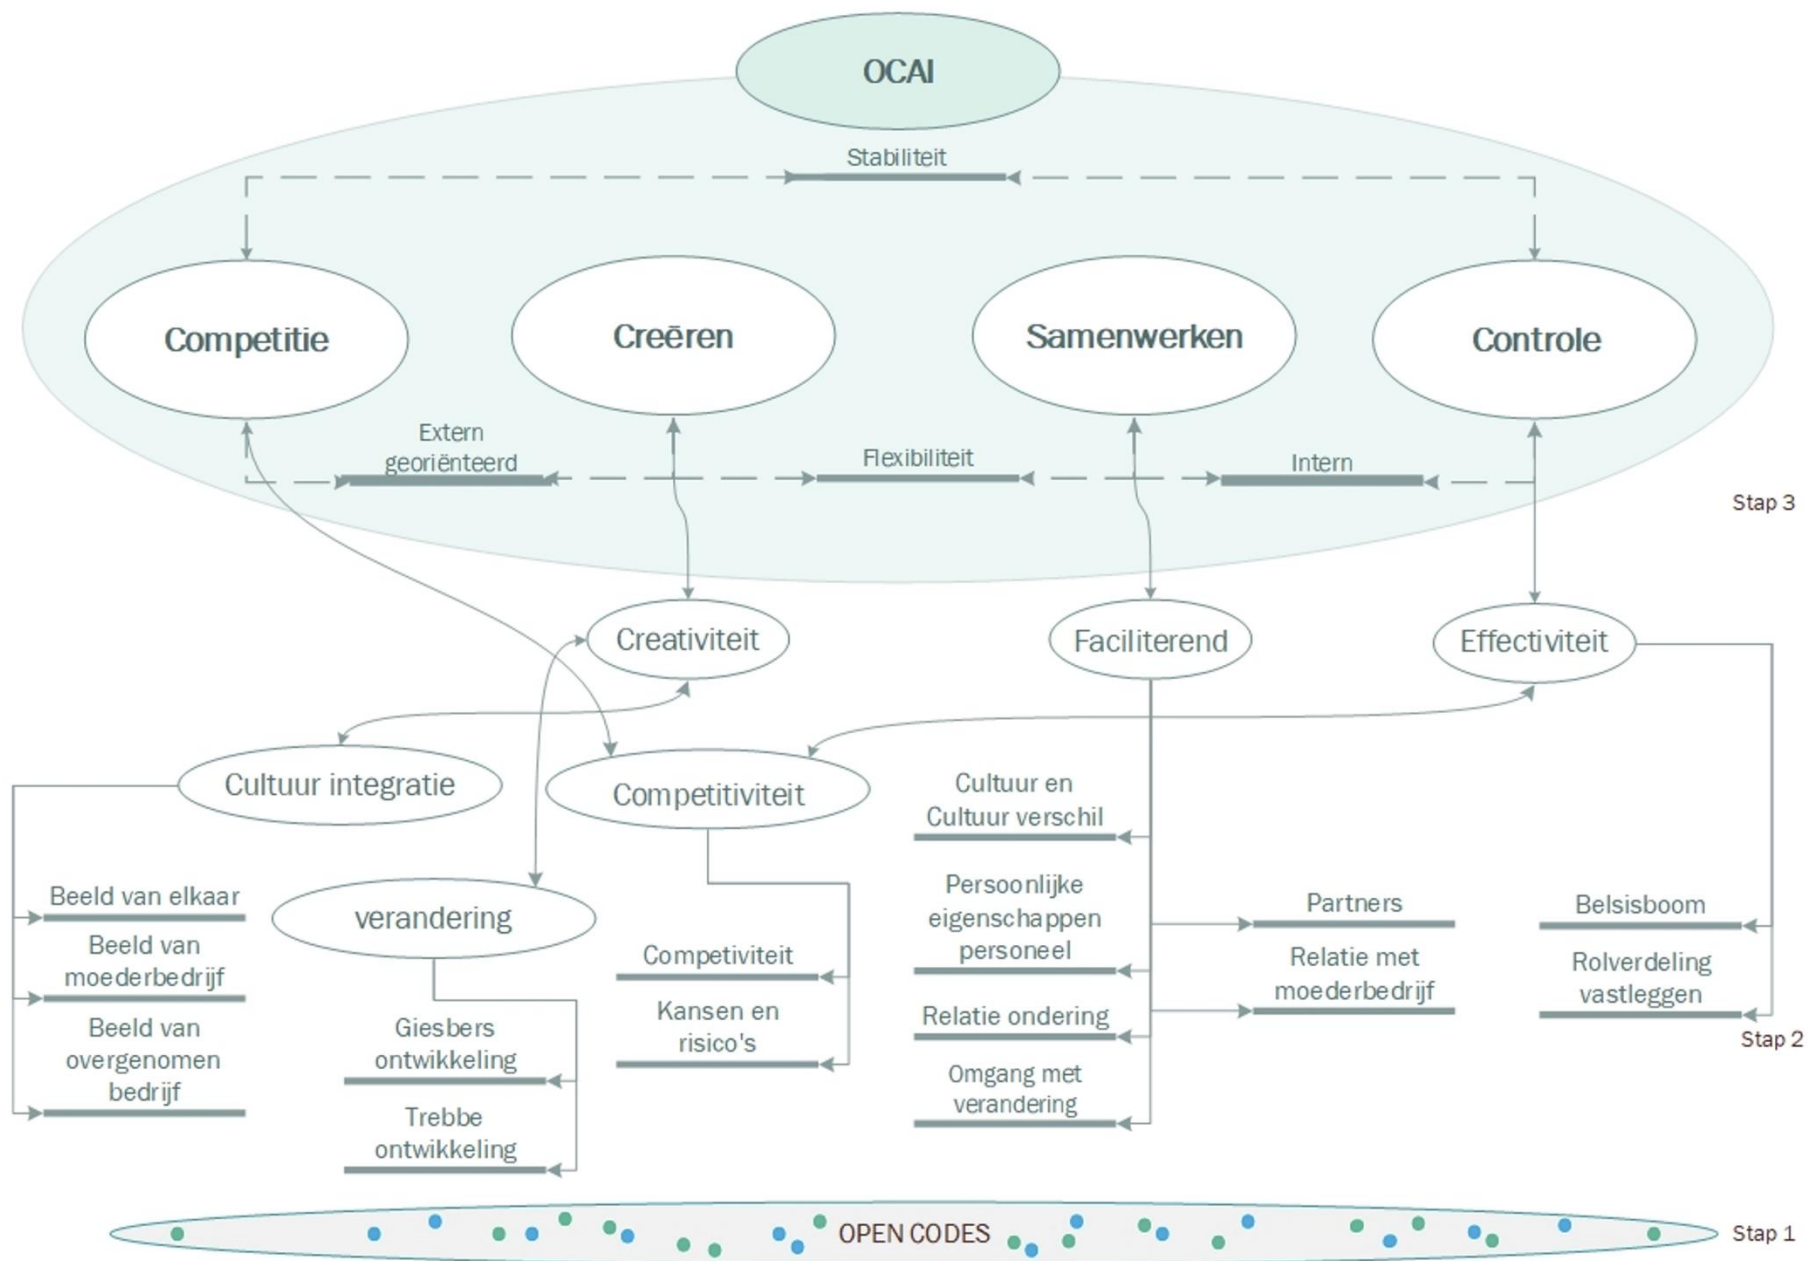 OCAI
Stabiliteit
Competitie
Creëren
Samenwerken
Controle
Extern
georiënteerd
Flexibiliteit
Intern
Stap 3
Creativiteit
Faciliterend
Effectiviteit
Cultuur integratie
Competitiviteit
verandering
Beeld van elkaar
Beeld van
moederbedrijf
Beeld van
overgenomen
bedrijf
Giesbers
ontwikkeling
Trebbe
ontwikkeling
Competiviteit
Kansen en
risico's
Cultuur en
Cultuur verschil
Persoonlijke
eigenschappen
personeel
Relatie ondering
Omgang met
verandering
Partners
Relatie met
moederbedrijf
Belsisboom
Rolverdeling
vastleggen
Stap 2
OPEN CODES
Stap 1